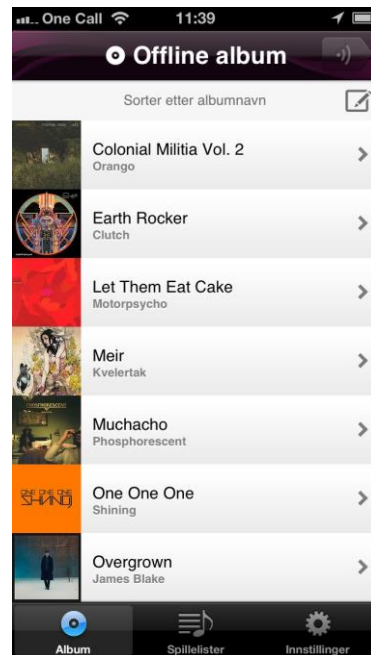 One Call 11:39
Offline album
Sorter etter albumnavn
Colonial Militia Vol. 2
Orango
Earth Rocker
Clutch
Let Them Eat Cake
Motorpsycho
Meir
Kvelertak
Muchacho
Phosphorescent
One One One
Shining
Overgrown
James Blake
Album Spillelister Innstillinger